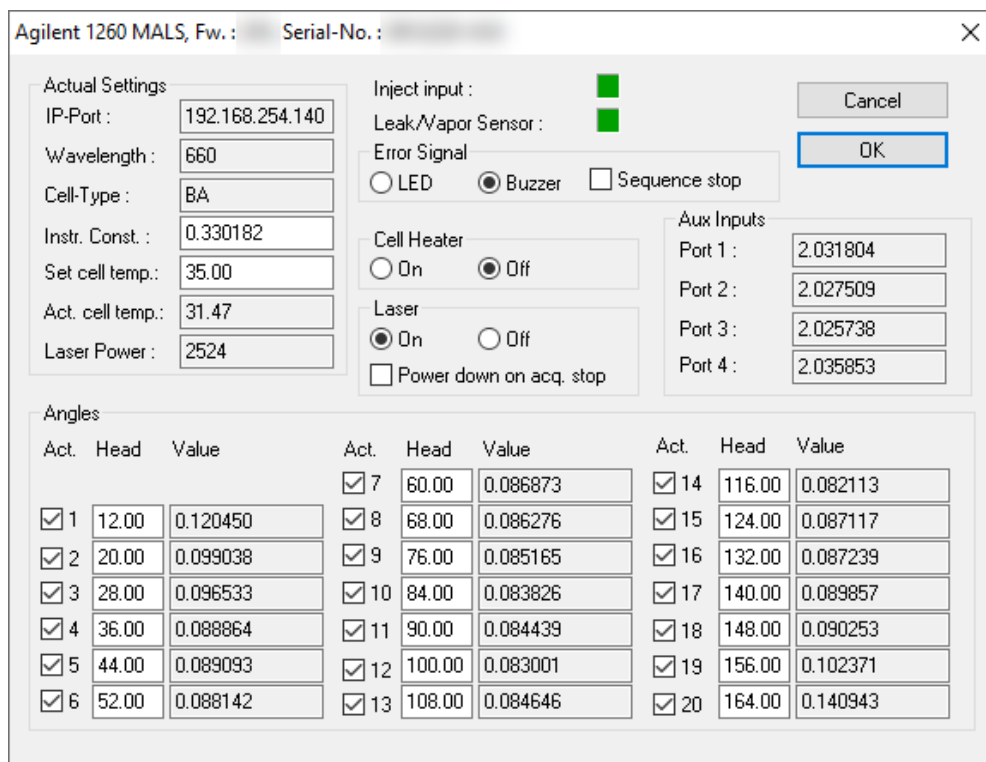 Agilent 1260 MALS, Fw. : Serial-No. :
Actual Settings
IP-Port : 192.168.254.140
Wavelength : 660
Cell-Type : BA
Instr. Const. : 0.330182
Set cell temp.: 35.00
Act. cell temp.: 31.47
Laser Power : 2524
Inject input :
Leak/Vapor Sensor :
Error Signal
LED Buzzer Sequence stop
Cell Heater
On Off
Laser
On Off
Power down on acq. stop
Cancel
OK
Aux Inputs
Port 1 : 2.031804
Port 2 : 2.027509
Port 3 : 2.025738
Port 4 : 2.035853
Angles
Act. Head Value
1 12.00 0.120450
2 20.00 0.099038
3 28.00 0.096533
4 36.00 0.088864
5 44.00 0.089093
6 52.00 0.088142
Act. Head Value
7 60.00 0.086873
8 68.00 0.086276
9 76.00 0.085165
10 84.00 0.083826
11 90.00 0.084439
12 100.00 0.083001
13 108.00 0.084646
Act. Head Value
14 116.00 0.082113
15 124.00 0.087117
16 132.00 0.087239
17 140.00 0.089857
18 148.00 0.090253
19 156.00 0.102371
20 164.00 0.140943